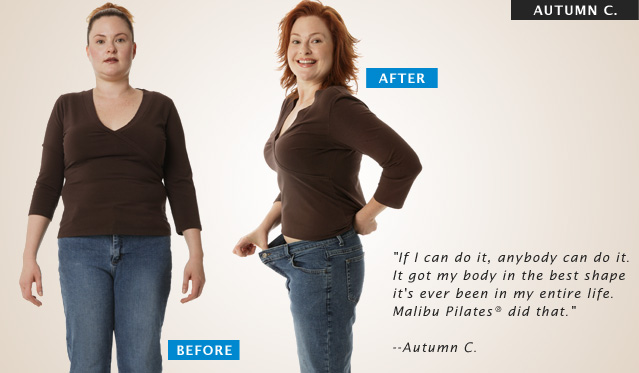 AUTUMN C.
AFTER
"If I can do it, anybody can do it.
It got my body in the best shape
it's ever been in my entire life.
Malibu Pilates® did that."
--Autumn C.
BEFORE